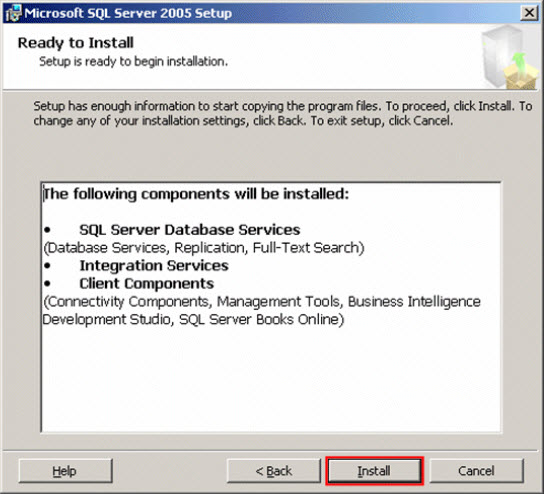 Microsoft SQL Server 2005 Setup
Ready to Install
Setup is ready to begin installation.
Setup has enough information to start copying the program files. To proceed, click Install. To
change any of your installation settings, click Back. To exit setup, click Cancel.
The following components will be installed:
• SQL Server Database Services
(Database Services, Replication, Full-Text Search)
• Integration Services
• Client Components
(Connectivity Components, Management Tools, Business Intelligence
Development Studio, SQL Server Books Online)
Help
< Back
Install
Cancel